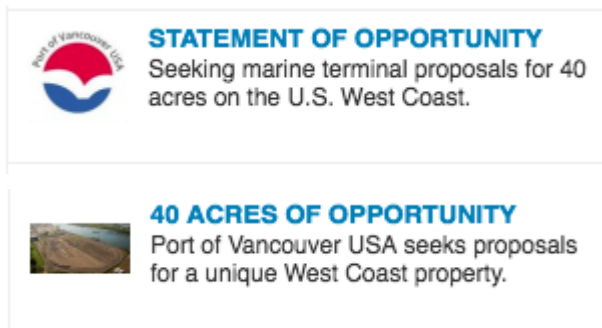 Port of Vancouver USA
STATEMENT OF OPPORTUNITY
Seeking marine terminal proposals for 40
acres on the U.S. West Coast.
40 ACRES OF OPPORTUNITY
Port of Vancouver USA seeks proposals
for a unique West Coast property.